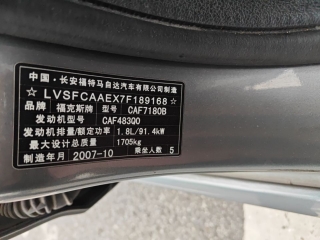 中国·长安福特马自达汽车有限公司制造
☆LVSFCAAEX7F189168☆
品牌 福克斯牌 型号 CAF7180B
发动机型号 CAF483Q0
发动机排量/额定功率 1.8L/91.4kW
最大设计总质量 1705kg
制造年月 2007-10 乘坐人数 5